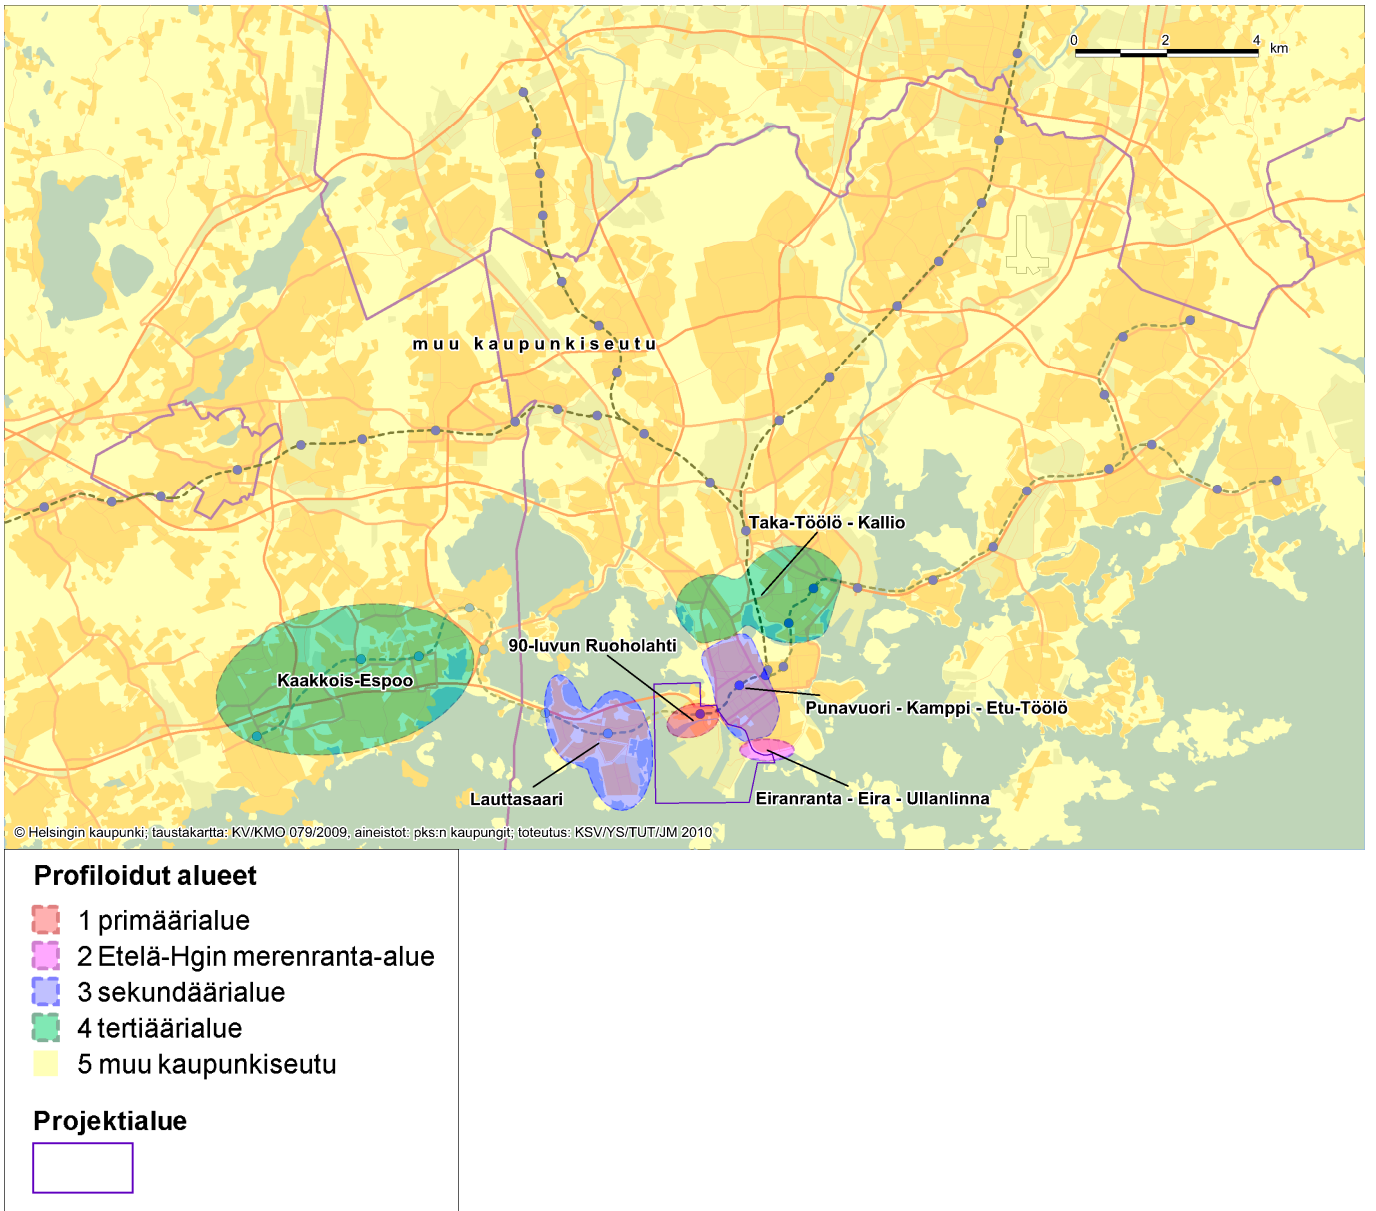 0 2 4
km
muu kaupunkiseutu
Taka-Töölö - Kallio
90-luvun Ruoholahti
Kaakkois-Espoo
Punavuori - Kamppi - Etu-Töölö
Lauttasaari
Eiranranta - Eira - Ullanlinna
© Helsingin kaupunki; taustakartta: KV/KMO 079/2009, aineistot: pks:n kaupungit; toteutus: KSV/YS/TUT/JM 2010
Profiloidut alueet
1 primäärialue
2 Etelä-Hgin merenranta-alue
3 sekundäärialue
4 tertiäärialue
5 muu kaupunkiseutu
Projektialue